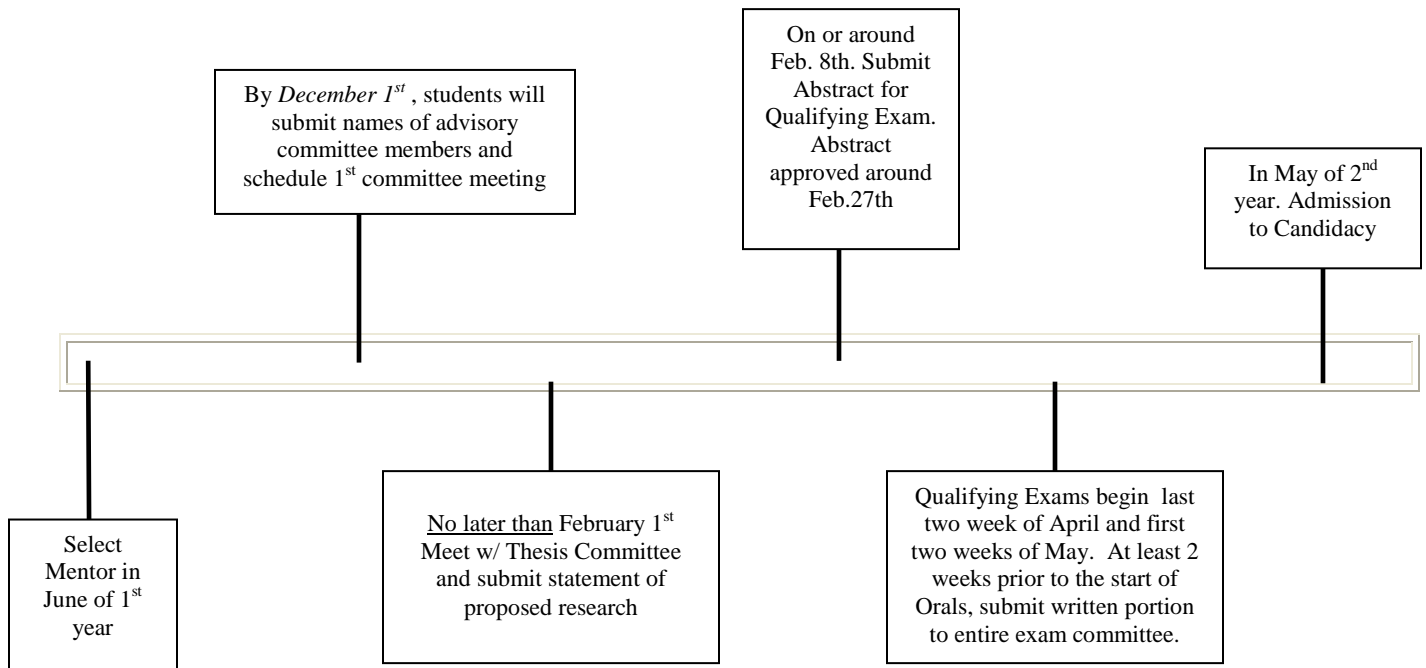 Select
Mentor in
June of 1st
year
By December 1st , students will
submit names of advisory
committee members and
schedule 1st committee meeting
No later than February 1st
Meet w/ Thesis Committee
and submit statement of
proposed research
On or around
Feb. 8th. Submit
Abstract for
Qualifying Exam.
Abstract
approved around
Feb.27th
Qualifying Exams begin last
two week of April and first
two weeks of May. At least 2
weeks prior to the start of
Orals, submit written portion
to entire exam committee.
In May of 2nd
year. Admission
to Candidacy